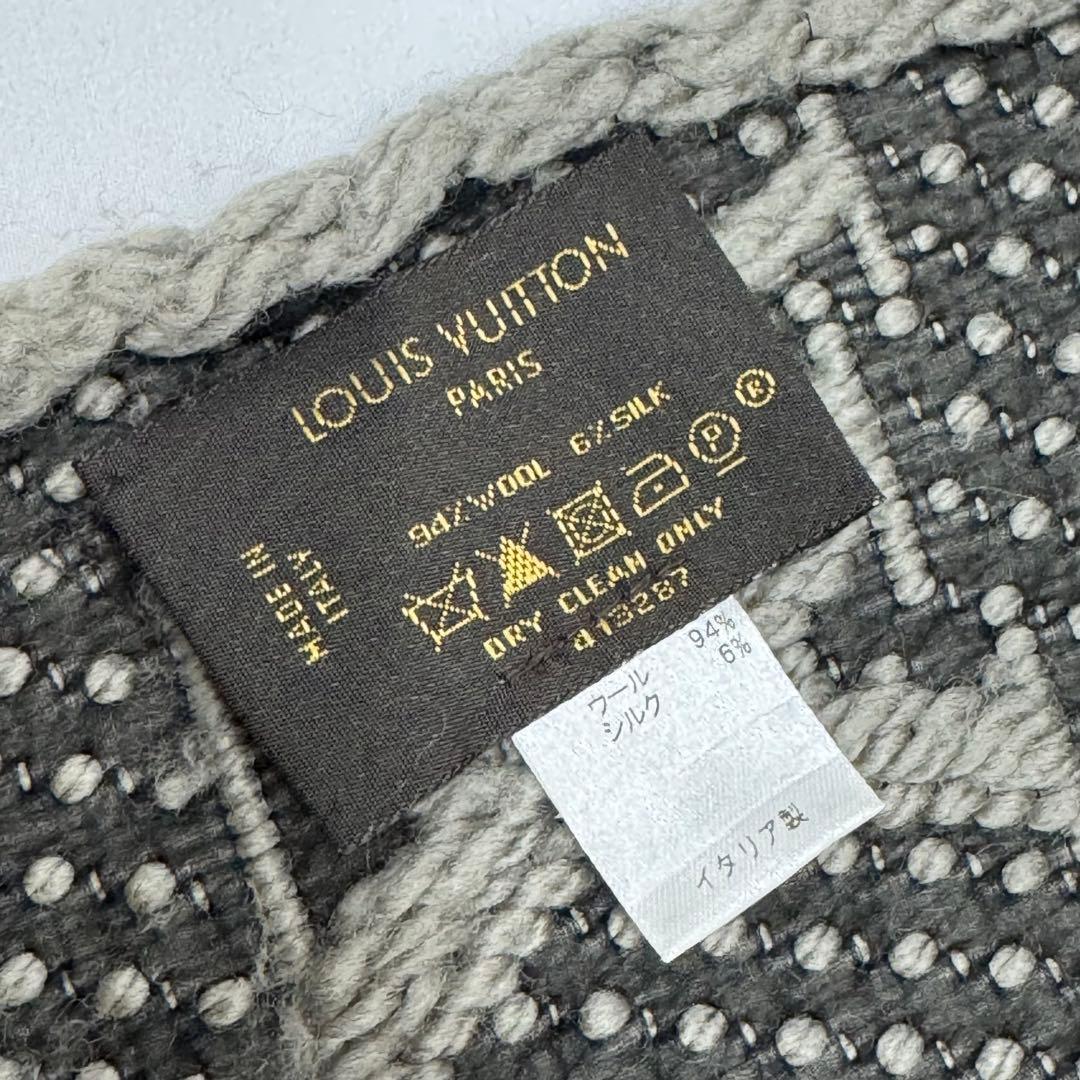 LOUIS VUITTON
PARIS
94%WOOL 6%SILK
P
DRY CLEAN ONLY
413287
MADE IN
ITALY
ウール 94%
シルク 6%
イタリア製